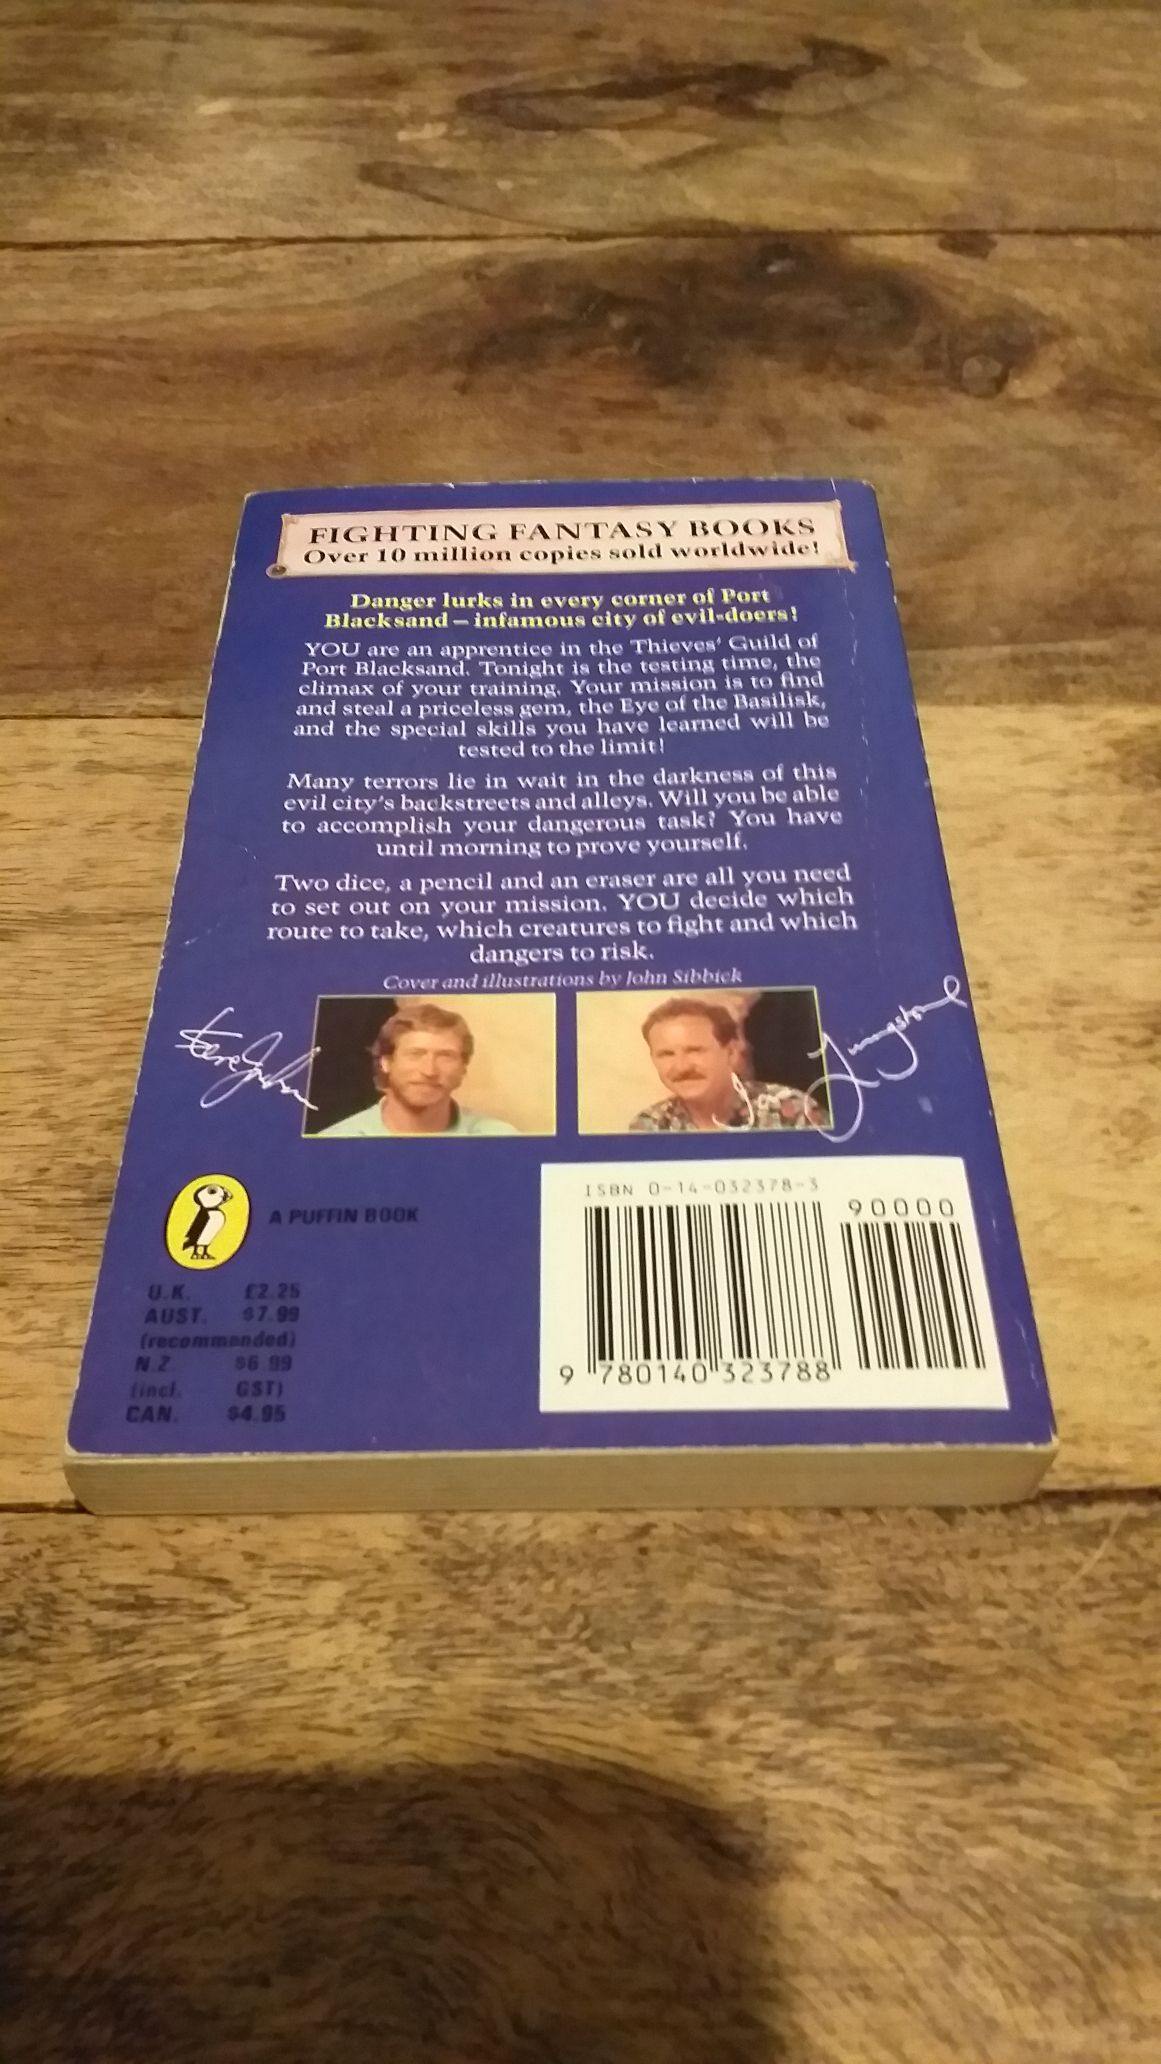 FIGHTING FANTASY BOOKS
Over 10 million copies sold worldwide!
Danger lurks in every corner of Port
Blacksand – infamous city of evil-doers!
YOU are an apprentice in the Thieves' Guild of
Port Blacksand. Tonight is the testing time, the
climax of your training. Your mission is to find
and steal a priceless gem, the Eye of the Basilisk,
and the special skills you have learned will be
tested to the limit!
Many terrors lie in wait in the darkness of this
evil city's backstreets and alleys. Will you be able
to accomplish your dangerous task? You have
until morning to prove yourself.
Two dice, a pencil and an eraser are all you need
to set out on your mission. YOU decide which
route to take, which creatures to fight and which
dangers to risk.
Cover and illustrations by John Sibbick
Steve Jackson
Ian Livingstone
A PUFFIN BOOK
U.K. £2.25
AUST. $7.99
(recommended)
N.Z. $6.99
(incl. GST)
CAN. $4.95
ISBN 0-14-032378-3
90000
9 780140 323788